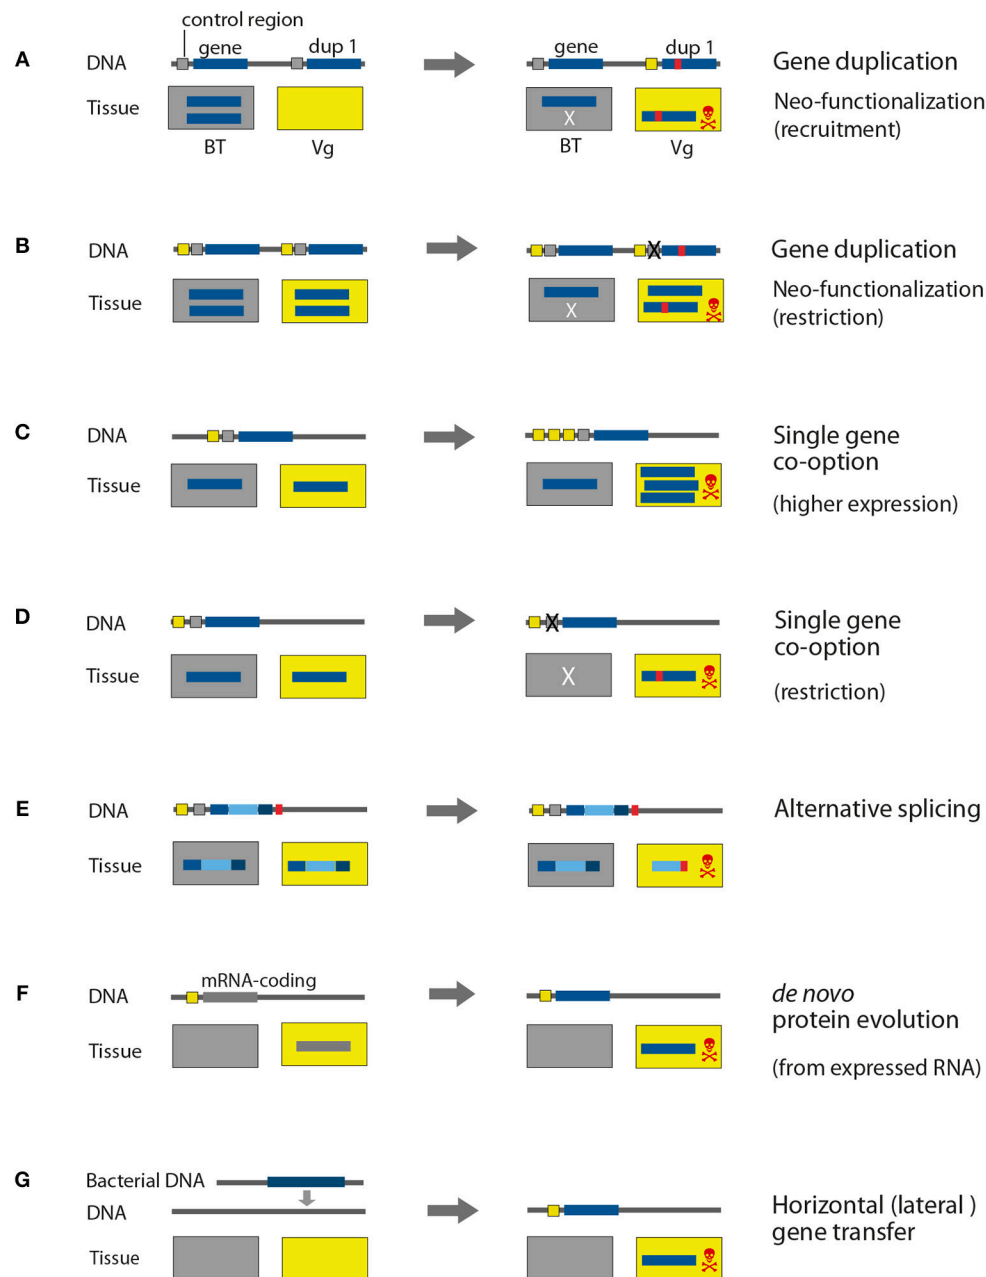 control region
gene
dup 1
gene
dup 1
A
DNA
Gene duplication
Tissue
X
Neo-functionalization
(recruitment)
BT
Vg
BT
Vg
B
DNA
X
Gene duplication
Tissue
X
Neo-functionalization
(restriction)
C
DNA
Single gene
co-option
Tissue
(higher expression)
D
DNA
X
Single gene
co-option
Tissue
X
(restriction)
E
DNA
Alternative splicing
Tissue
mRNA-coding
F
DNA
de novo
protein evolution
Tissue
(from expressed RNA)
G
Bacterial DNA
DNA
Horizontal (lateral )
gene transfer
Tissue